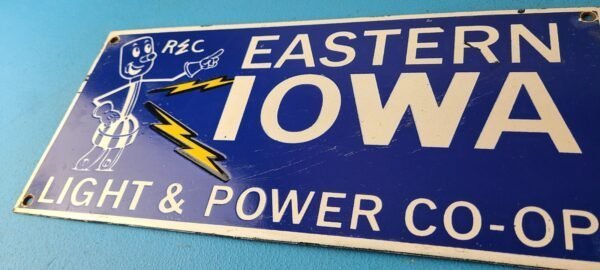 REC
EASTERN
IOWA
LIGHT & POWER CO-OP